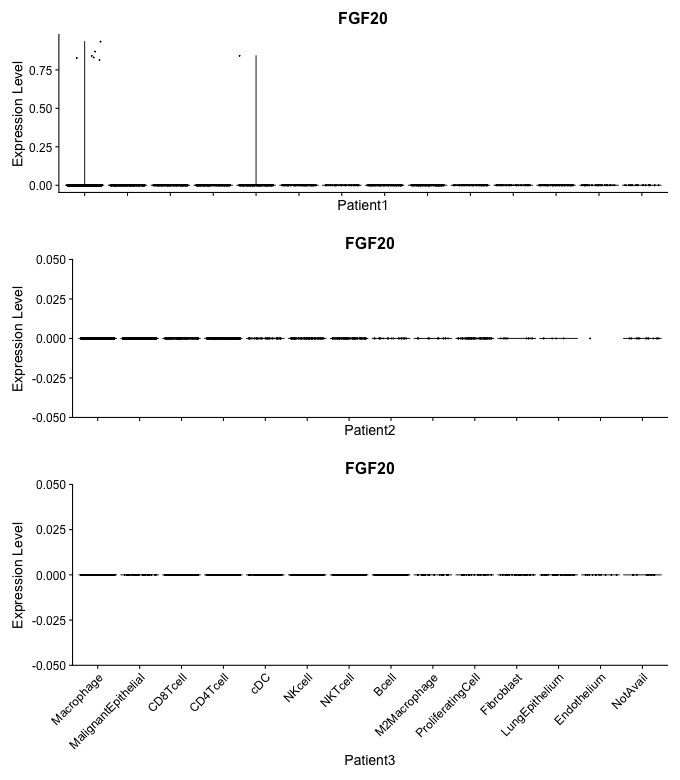 FGF20
Expression Level
0.75
0.50
0.25
0.00
Patient1
FGF20
Expression Level
0.050
0.025
0.000
-0.025
-0.050
Patient2
FGF20
Expression Level
0.050
0.025
0.000
-0.025
-0.050
Macrophage
MalignantEpithelial
CD8Tcell
CD4Tcell
cDC
NKcell
NKTcell
Bcell
M2Macrophage
ProliferatingCell
Fibroblast
LungEpithelium
Endothelium
NotAvail
Patient3